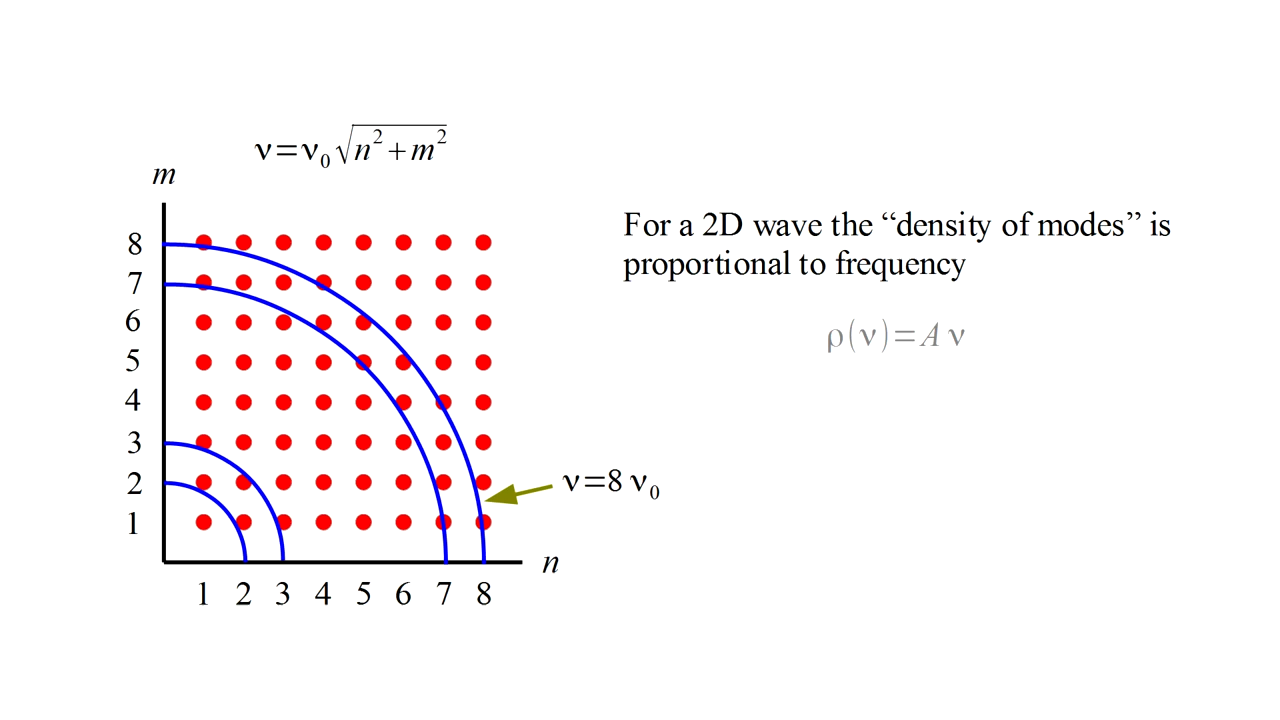 ν=ν₀√(n²+m²)
m
For a 2D wave the “density of modes” is
proportional to frequency
ρ(ν)=A ν
8
7
6
5
4
3
2
1
ν=8 ν₀
n
1 2 3 4 5 6 7 8